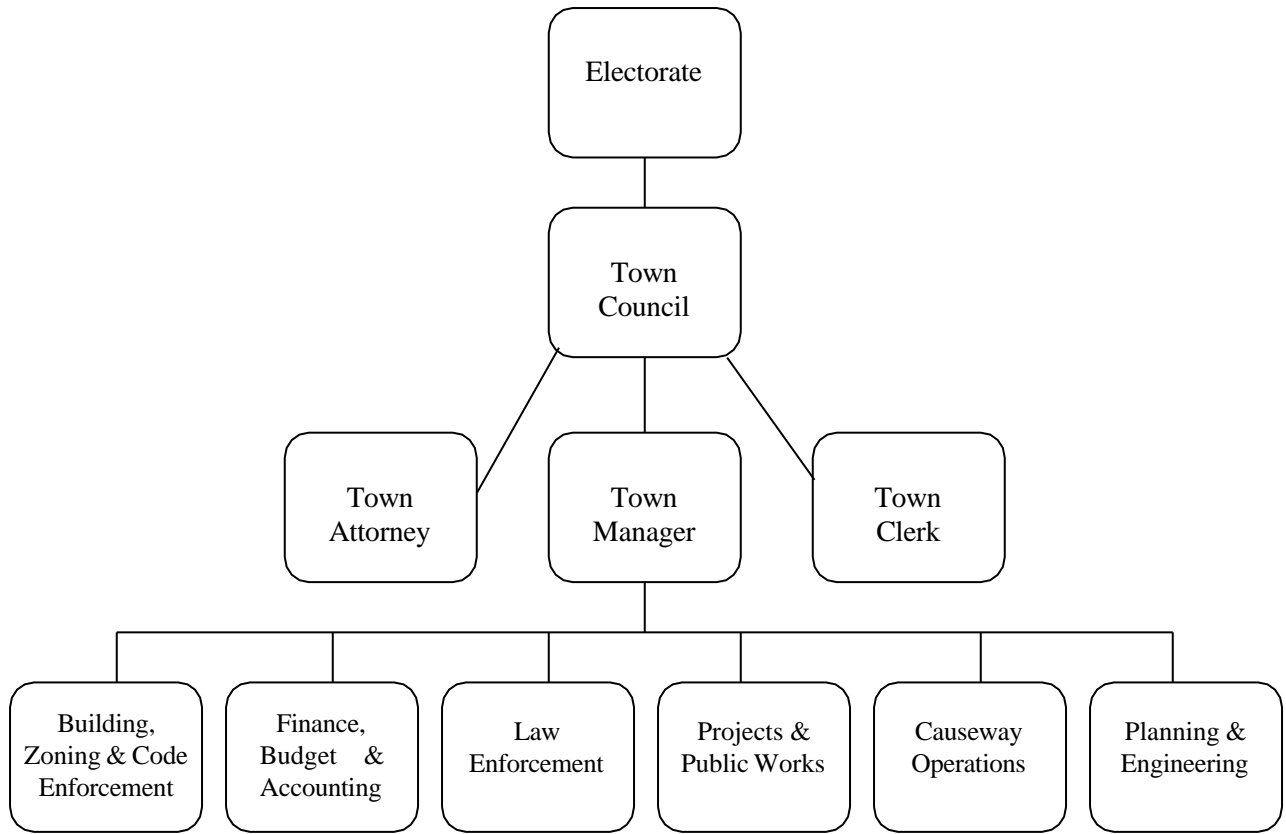 Electorate
Town
Council
Town
Attorney
Town
Manager
Town
Clerk
Building,
Zoning & Code
Enforcement
Finance,
Budget & 
Accounting
Law
Enforcement
Projects &
Public Works
Causeway
Operations
Planning &
Engineering